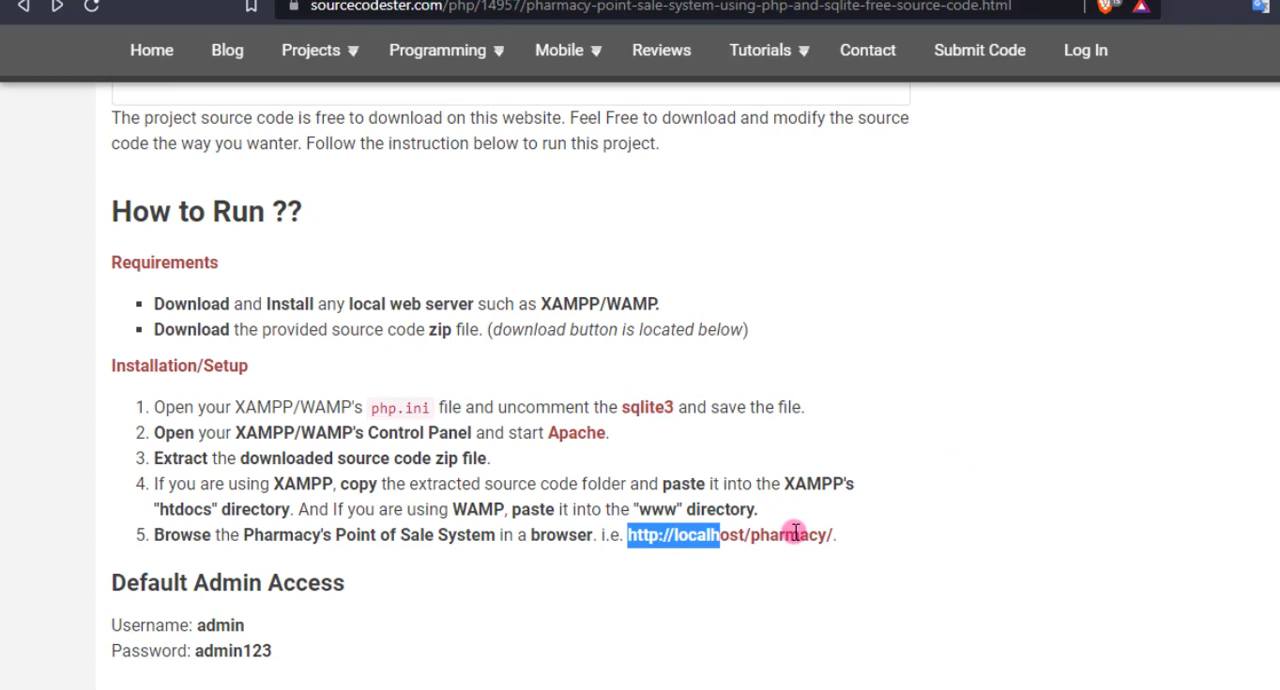 sourcecodester.com/php/14957/pharmacy-point-sale-system-using-php-and-sqlite-free-source-code.html
Home Blog Projects Programming Mobile Reviews Tutorials Contact Submit Code Log In
The project source code is free to download on this website. Feel Free to download and modify the source
code the way you wanter. Follow the instruction below to run this project.
How to Run ??
Requirements
▪ Download and Install any local web server such as XAMPP/WAMP.
▪ Download the provided source code zip file. (download button is located below)
Installation/Setup
1. Open your XAMPP/WAMP's php.ini file and uncomment the sqlite3 and save the file.
2. Open your XAMPP/WAMP's Control Panel and start Apache.
3. Extract the downloaded source code zip file.
4. If you are using XAMPP, copy the extracted source code folder and paste it into the XAMPP's
"htdocs" directory. And If you are using WAMP, paste it into the "www" directory.
5. Browse the Pharmacy's Point of Sale System in a browser. i.e. http://localhost/pharmacy/.
Default Admin Access
Username: admin
Password: admin123